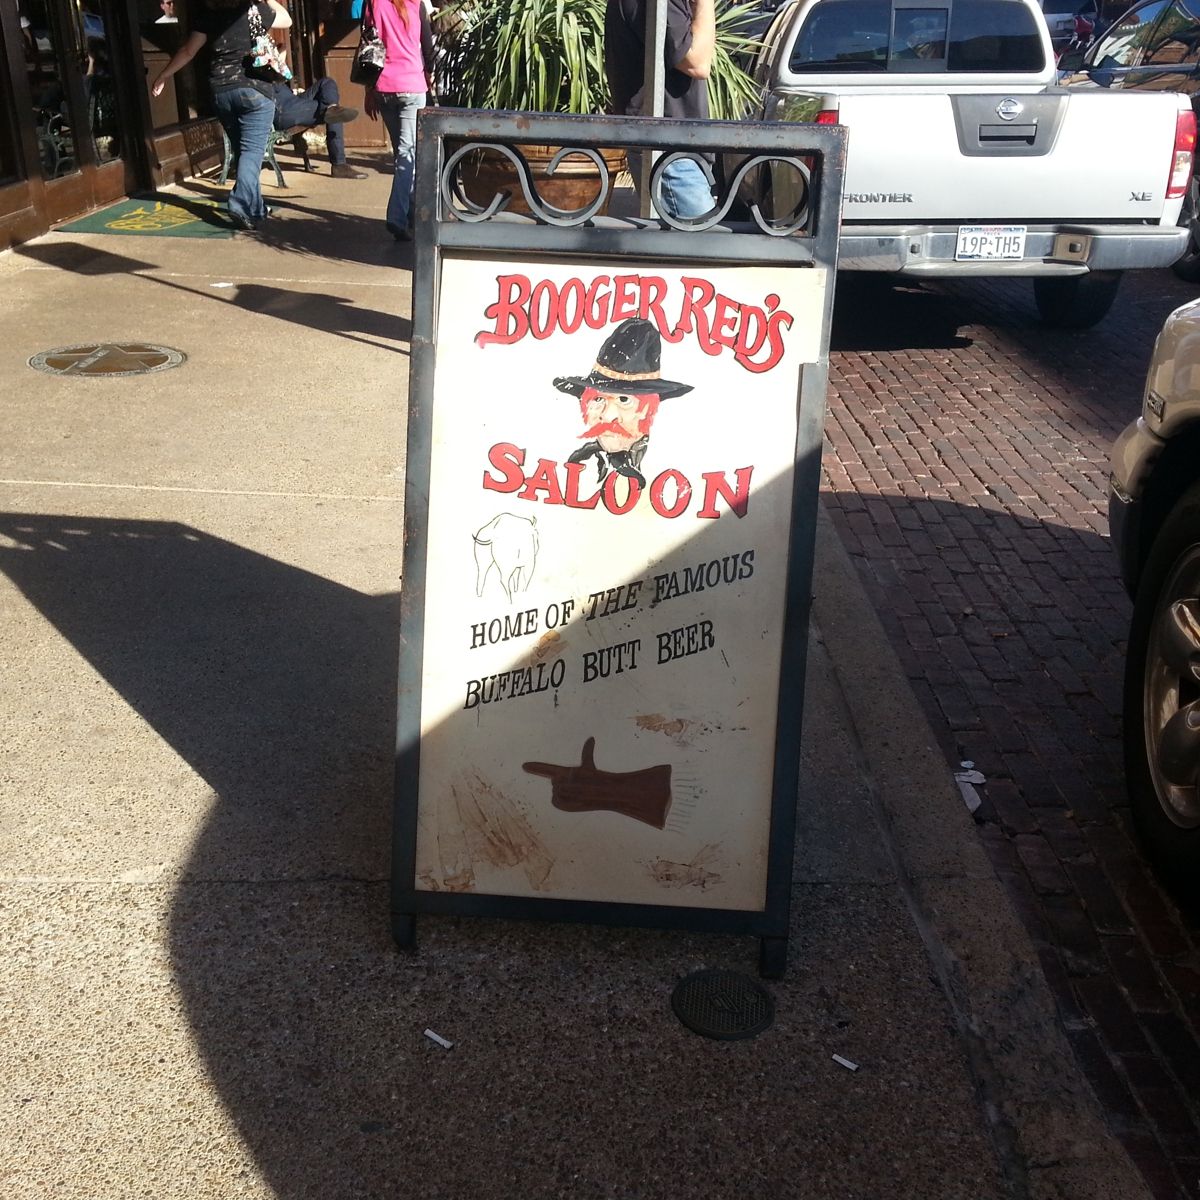 FRONTIER
XE
19P·TH5
BOOGER RED'S
SALOON
HOME OF THE FAMOUS
BUFFALO BUTT BEER